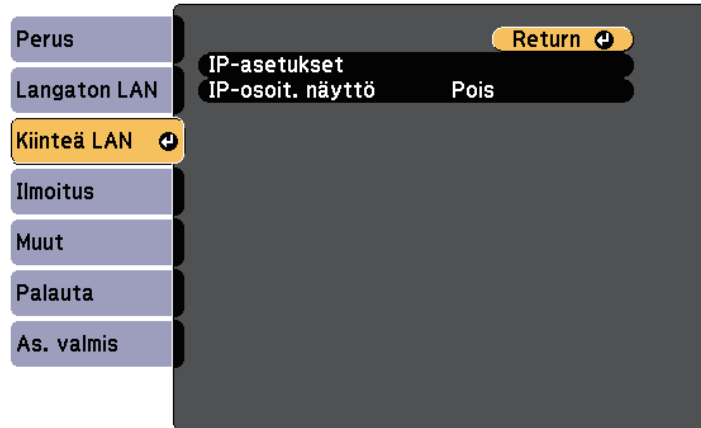 Perus
Langaton LAN
Kiinteä LAN
Ilmoitus
Muut
Palauta
As. valmis
Return
IP-asetukset
IP-osoit. näyttö Pois